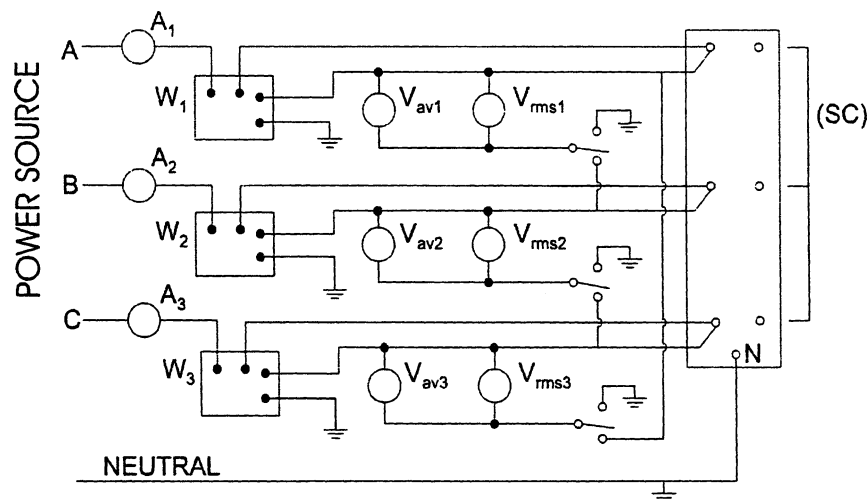 POWER SOURCE
A
A1
W1
Vav1
Vrms1
(SC)
B
A2
W2
Vav2
Vrms2
C
A3
W3
Vav3
Vrms3
N
NEUTRAL